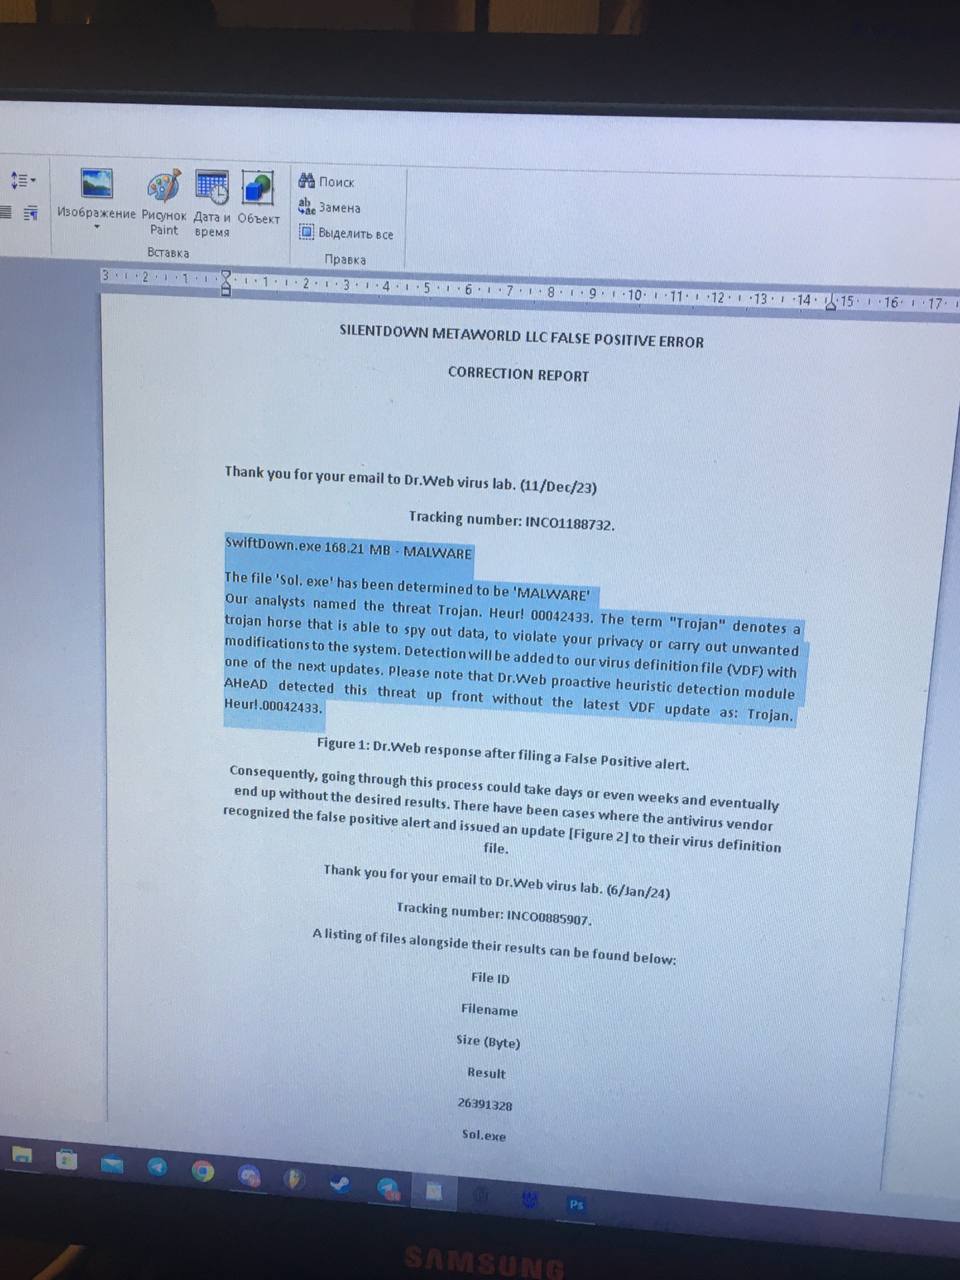 Изображение
Рисунок Paint
Дата и время
Объект
Вставка
Поиск
Замена
Выделить все
Правка
3 2 1 1 2 3 4 5 6 7 8 9 10 11 12 13 14 15 16 17
SILENTDOWN METAWORLD LLC FALSE POSITIVE ERROR
CORRECTION REPORT
Thank you for your email to Dr.Web virus lab. (11/Dec/23)
Tracking number: INCO1188732.
SwiftDown.exe 168.21 MB - MALWARE
The file 'Sol. exe' has been determined to be 'MALWARE'
Our analysts named the threat Trojan. Heur! 00042433. The term "Trojan" denotes a
trojan horse that is able to spy out data, to violate your privacy or carry out unwanted
modifications to the system. Detection will be added to our virus definition file (VDF) with
one of the next updates. Please note that Dr.Web proactive heuristic detection module
AHeAD detected this threat up front without the latest VDF update as: Trojan.
Heur!.00042433.
Figure 1: Dr.Web response after filing a False Positive alert.
Consequently, going through this process could take days or even weeks and eventually
end up without the desired results. There have been cases where the antivirus vendor
recognized the false positive alert and issued an update [Figure 2] to their virus definition
file.
Thank you for your email to Dr.Web virus lab. (6/Jan/24)
Tracking number: INCO0885907.
A listing of files alongside their results can be found below:
File ID
Filename
Size (Byte)
Result
26391328
Sol.exe
Ps
SAMSUNG